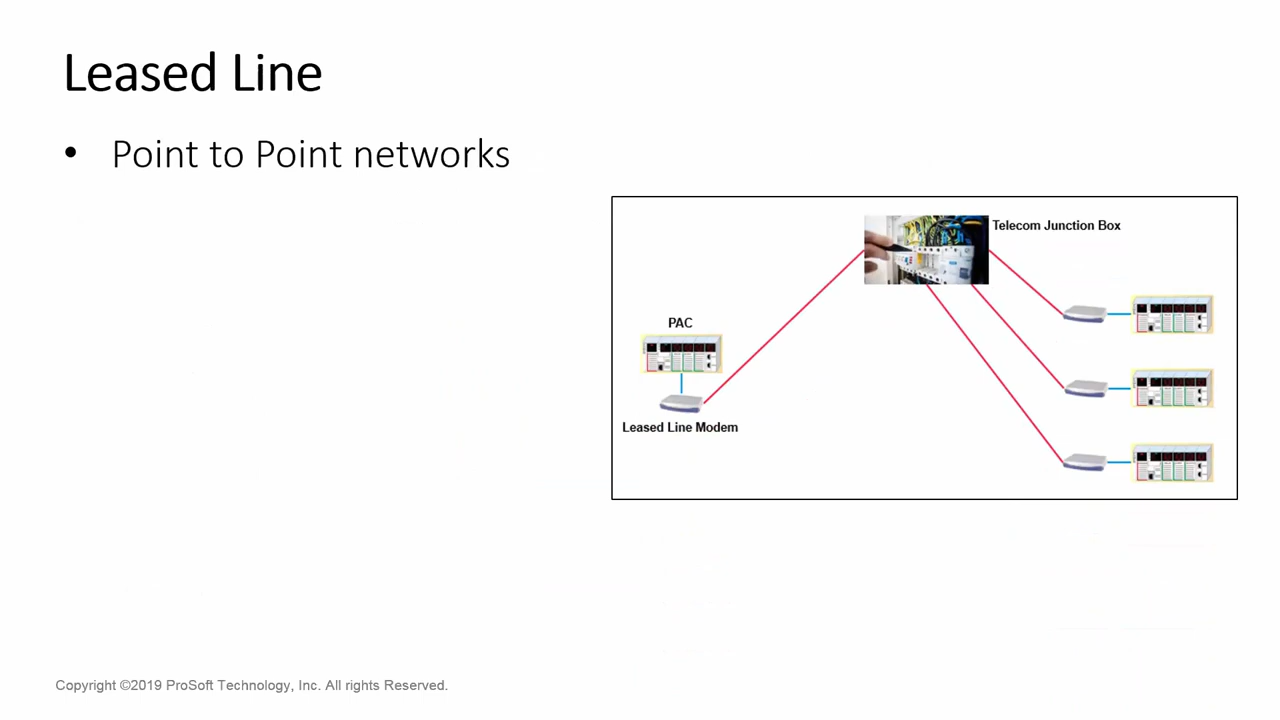 Leased Line
• Point to Point networks
Telecom Junction Box
PAC
Leased Line Modem
Copyright ©2019 ProSoft Technology, Inc. All rights Reserved.